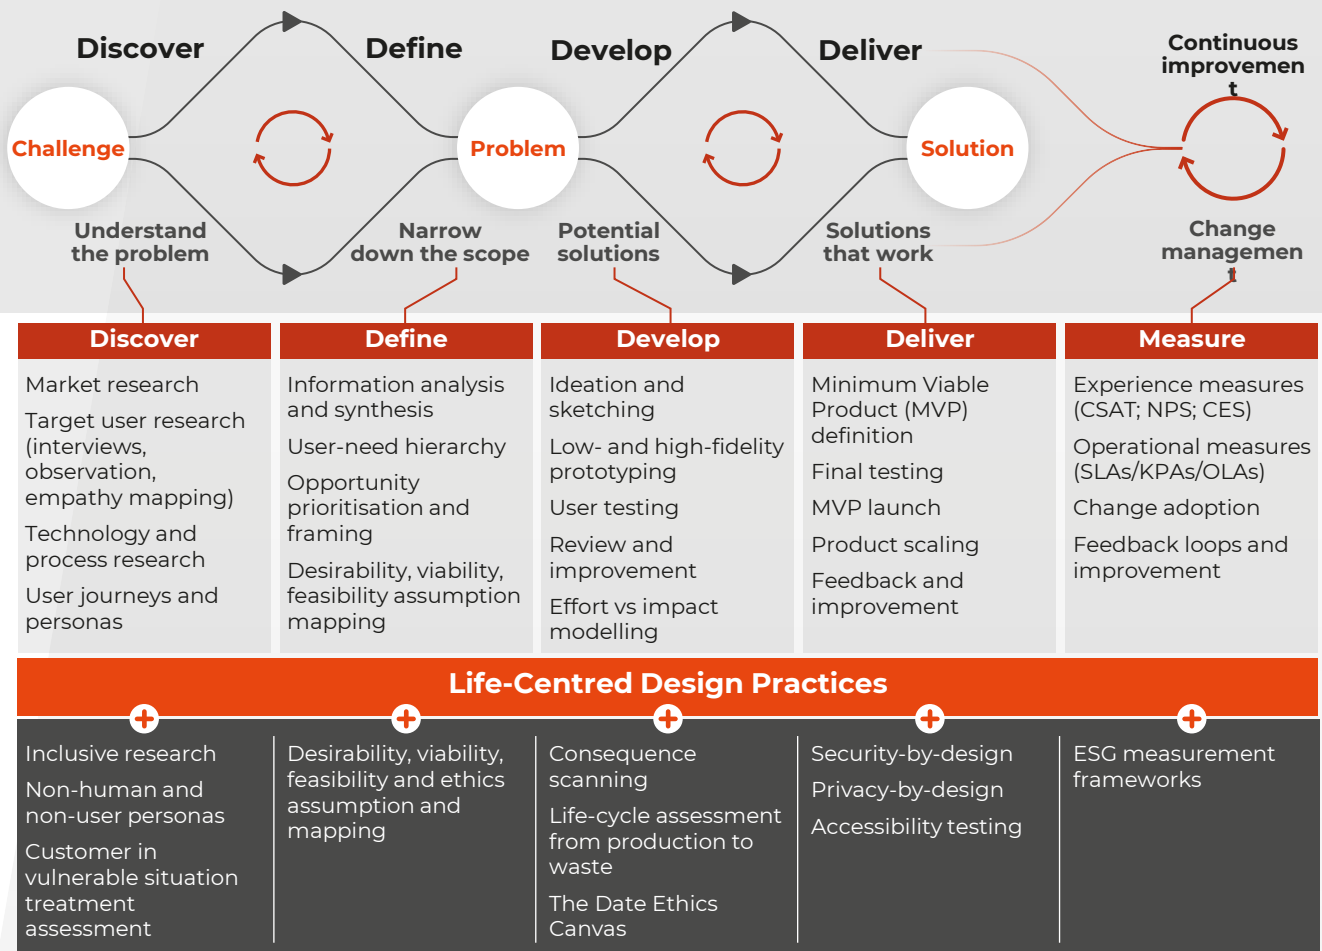 Discover
Define
Develop
Deliver
Continuous
improvemen
t
Challenge
Problem
Solution
Understand
the problem
Narrow
down the scope
Potential
solutions
Solutions
that work
Change
managemen
t
Discover
Market research
Target user research
(interviews,
observation,
empathy mapping)
Technology and
process research
User journeys and
personas
Define
Information analysis
and synthesis
User-need hierarchy
Opportunity
prioritisation and
framing
Desirability, viability,
feasibility assumption
mapping
Develop
Ideation and
sketching
Low- and high-fidelity
prototyping
User testing
Review and
improvement
Effort vs impact
modelling
Deliver
Minimum Viable
Product (MVP)
definition
Final testing
MVP launch
Product scaling
Feedback and
improvement
Measure
Experience measures
(CSAT; NPS; CES)
Operational measures
(SLAs/KPAs/OLAs)
Change adoption
Feedback loops and
improvement
Life-Centred Design Practices
Inclusive research
Non-human and
non-user personas
Customer in
vulnerable situation
treatment
assessment
Desirability, viability,
feasibility and ethics
assumption and
mapping
Consequence
scanning
Life-cycle assessment
from production to
waste
The Date Ethics
Canvas
Security-by-design
Privacy-by-design
Accessibility testing
ESG measurement
frameworks